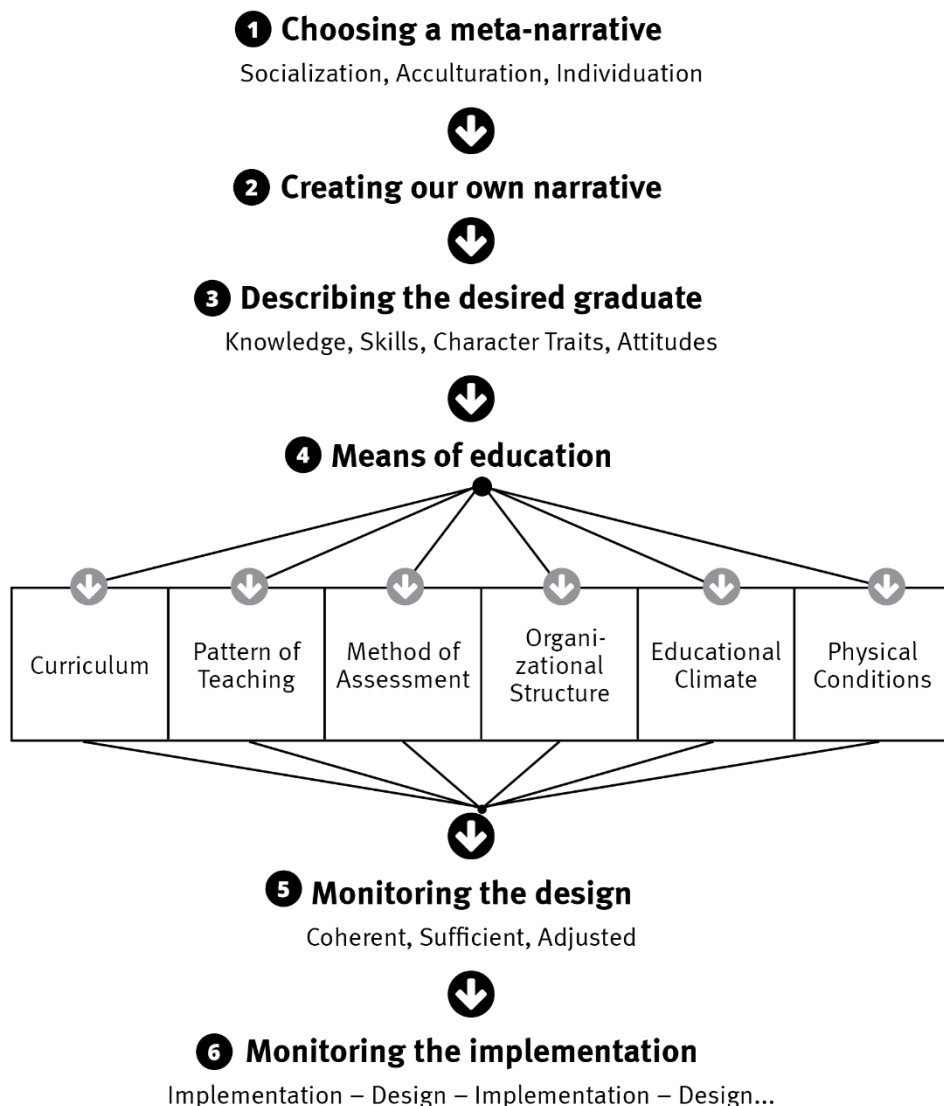 1 Choosing a meta-narrative
Socialization, Acculturation, Individuation
2 Creating our own narrative
3 Describing the desired graduate
Knowledge, Skills, Character Traits, Attitudes
4 Means of education
Curriculum
Pattern of
Teaching
Method of
Assessment
Organi-
zational
Structure
Educational
Climate
Physical
Conditions
5 Monitoring the design
Coherent, Sufficient, Adjusted
6 Monitoring the implementation
Implementation – Design – Implementation – Design...